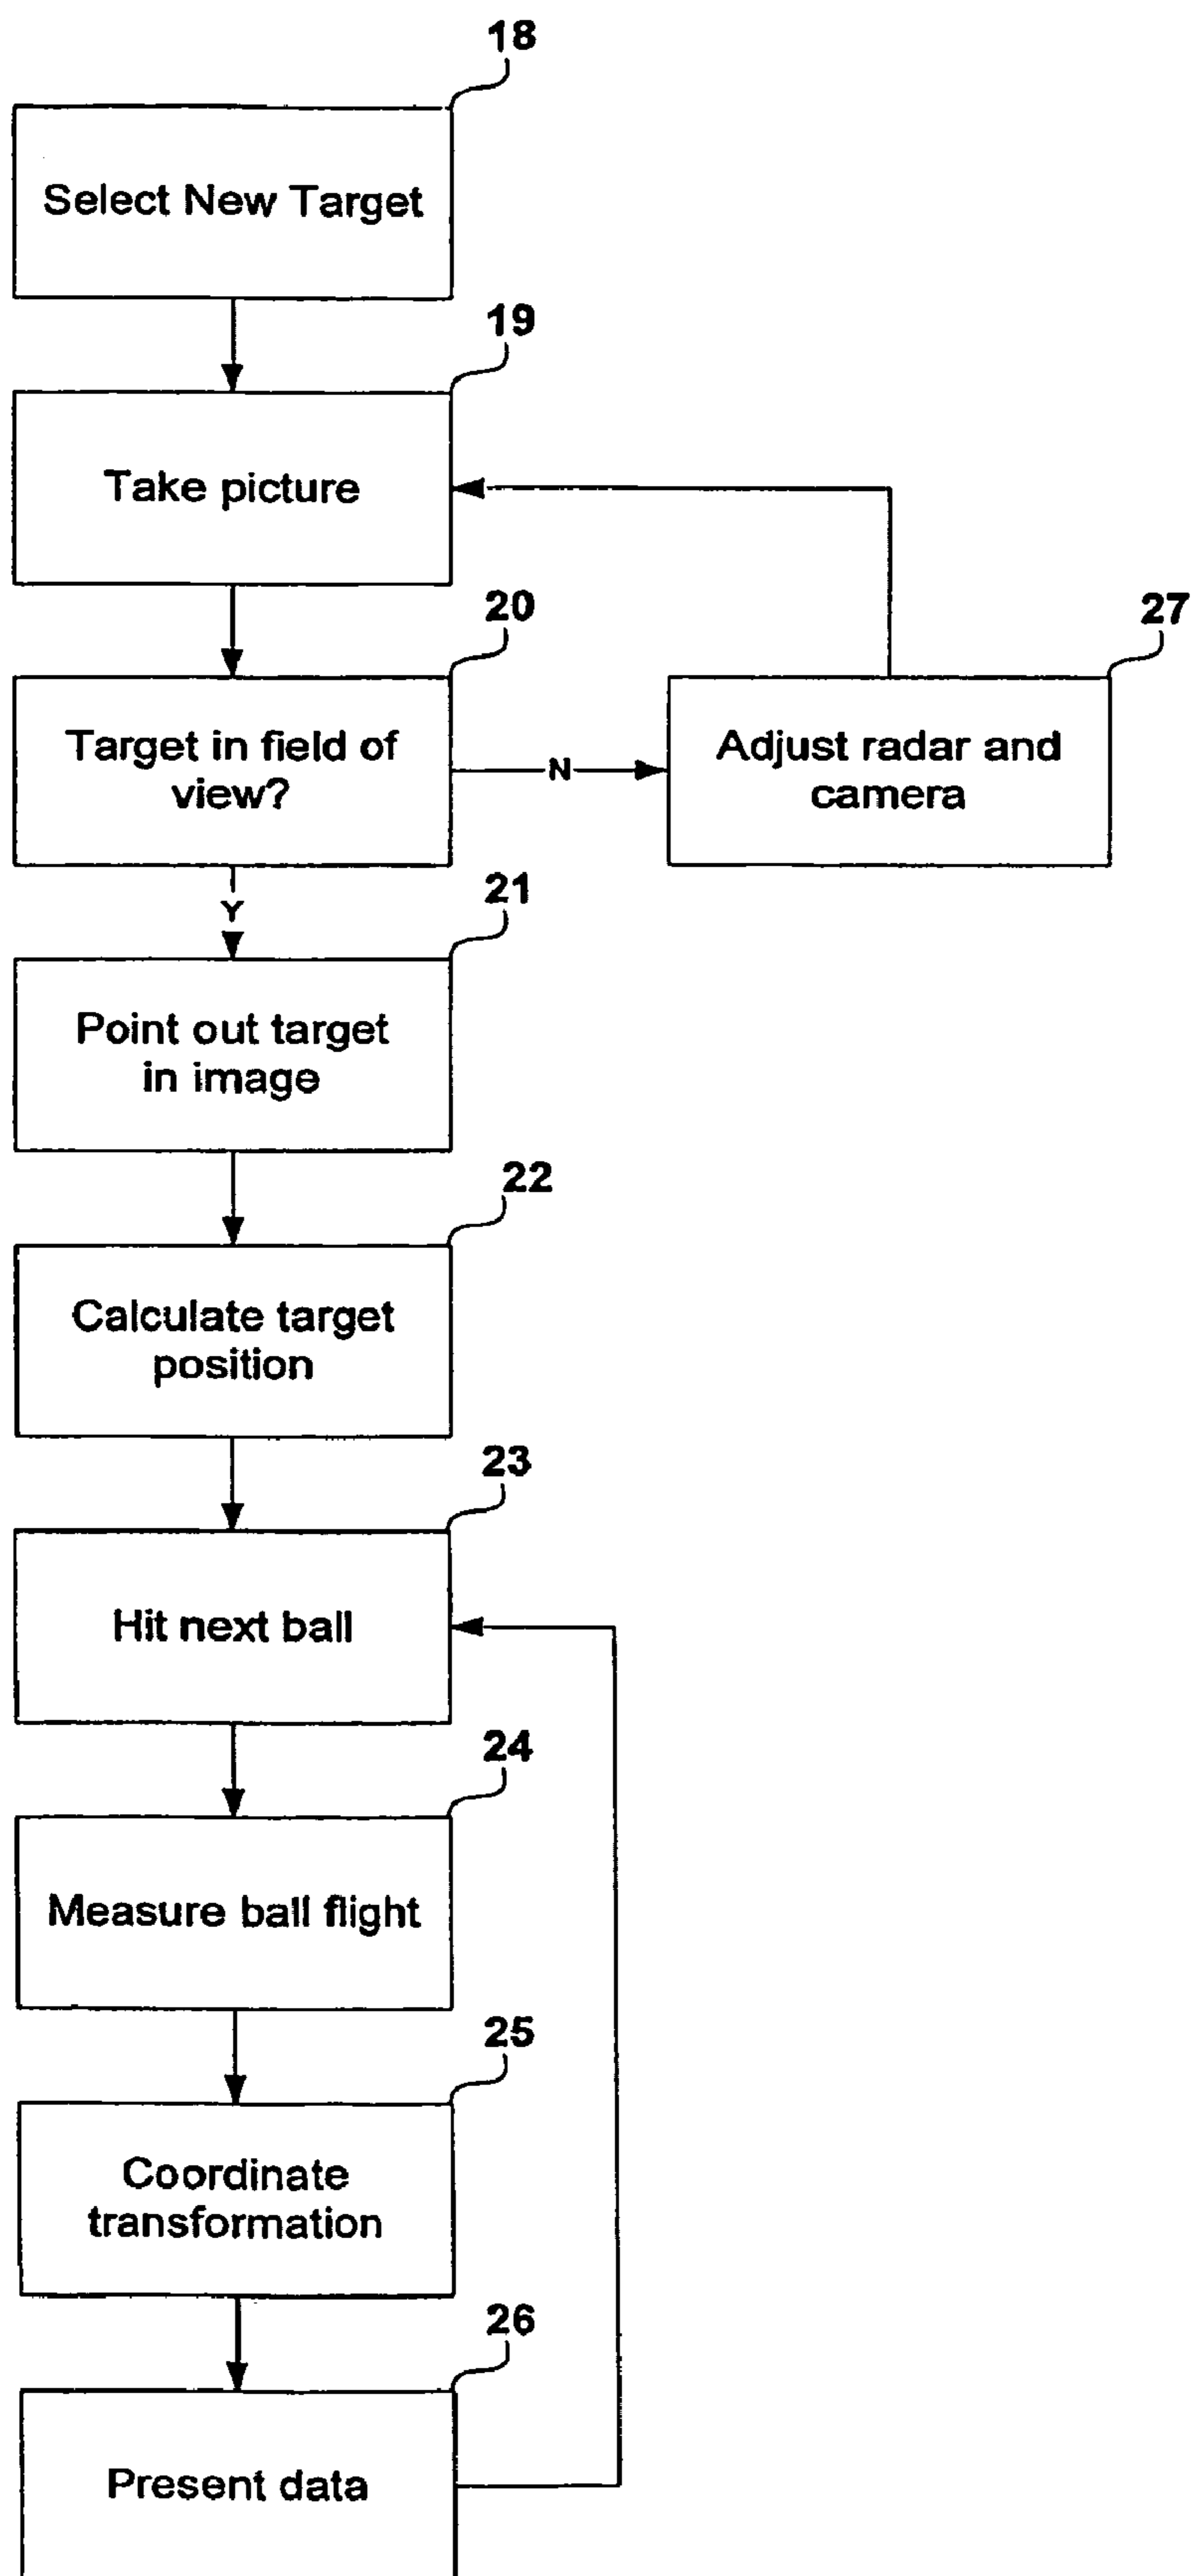 18
Select New Target
19
Take picture
20
Target in field of
view?
N
27
Adjust radar and
camera
Y
21
Point out target
in image
22
Calculate target
position
23
Hit next ball
24
Measure ball flight
25
Coordinate
transformation
26
Present data